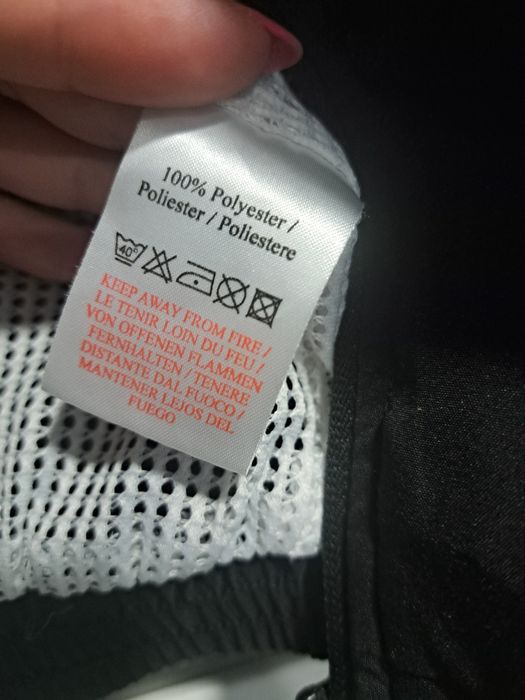 100% Polyester /
Poliester / Poliestere
40°
KEEP AWAY FROM FIRE /
LE TENIR LOIN DU FEU /
VON OFFENEN FLAMMEN
FERNHALTEN / TENERE
DISTANTE DAL FUOCO /
MANTENER LEJOS DEL
FUEGO